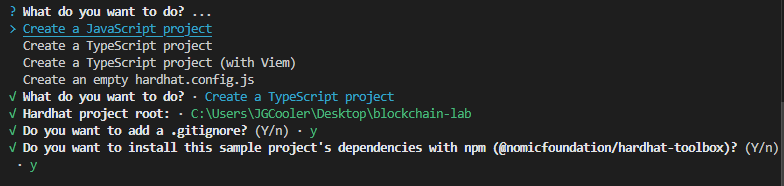 ? What do you want to do? ...
> Create a JavaScript project
Create a TypeScript project
Create a TypeScript project (with Viem)
Create an empty hardhat.config.js
√ What do you want to do? · Create a TypeScript project
√ Hardhat project root: · C:\Users\JGCooler\Desktop\blockchain-lab
√ Do you want to add a .gitignore? (Y/n) · y
√ Do you want to install this sample project's dependencies with npm (@nomicfoundation/hardhat-toolbox)? (Y/n)
· y